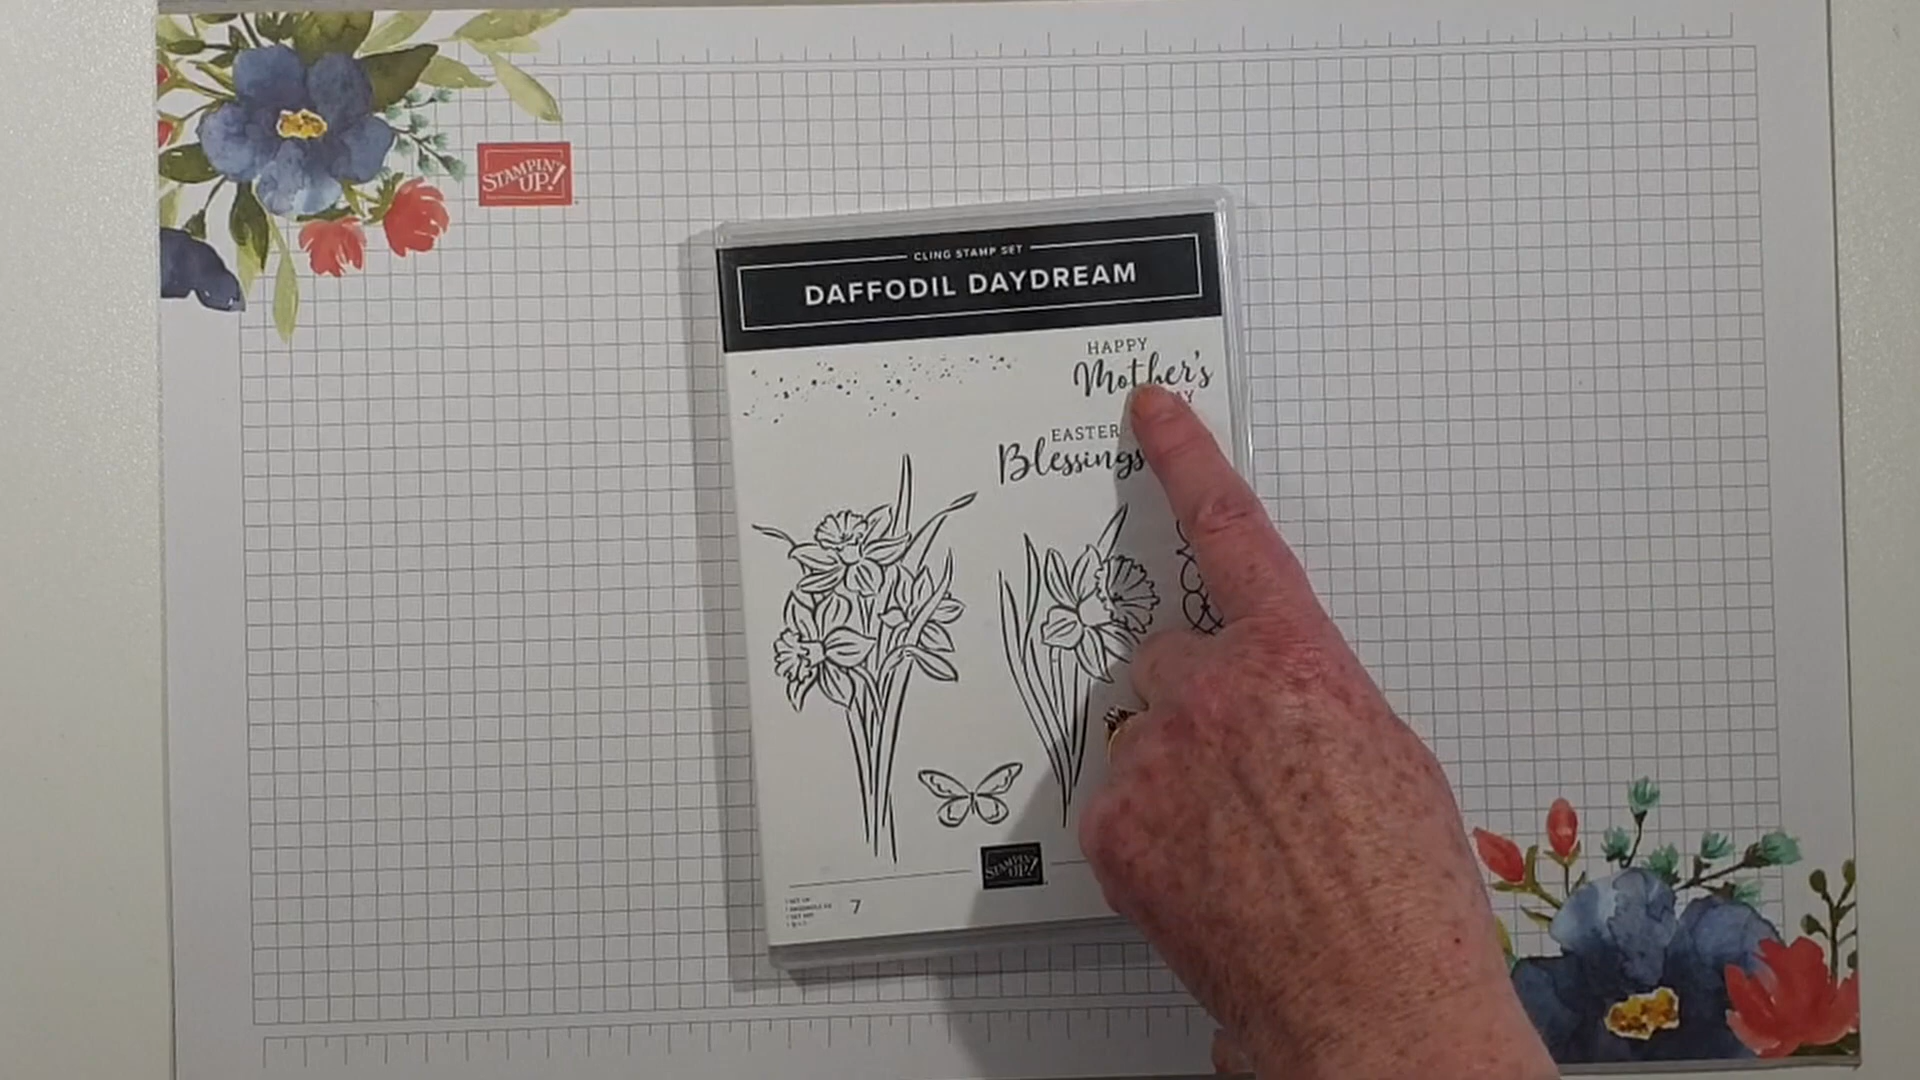 STAMPIN'
UP!
CLING STAMP SET
DAFFODIL DAYDREAM
HAPPY
Mother's
EASTER
Blessings
STAMPIN'
UP!
7